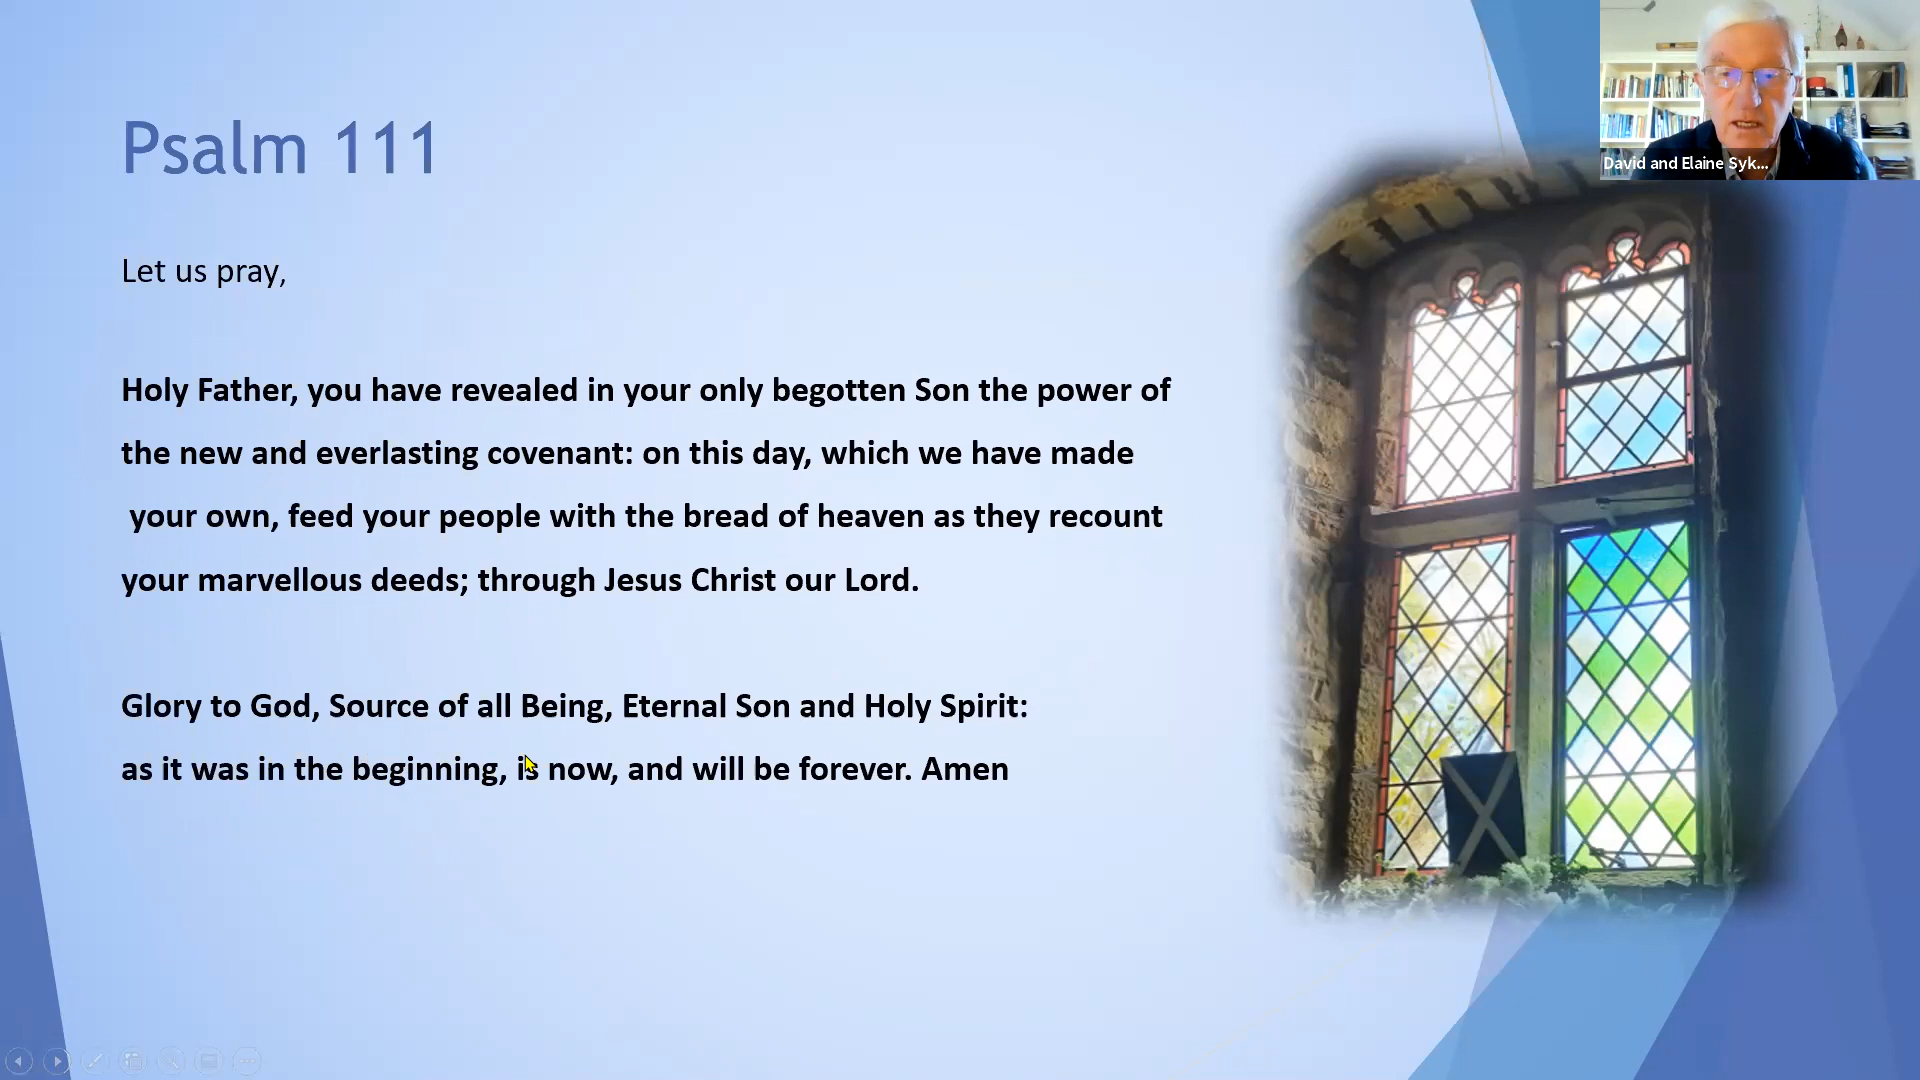 Psalm 111
David and Elaine Syk...
Let us pray,
Holy Father, you have revealed in your only begotten Son the power of
the new and everlasting covenant: on this day, which we have made
your own, feed your people with the bread of heaven as they recount
your marvellous deeds; through Jesus Christ our Lord.
Glory to God, Source of all Being, Eternal Son and Holy Spirit:
as it was in the beginning, is now, and will be forever. Amen